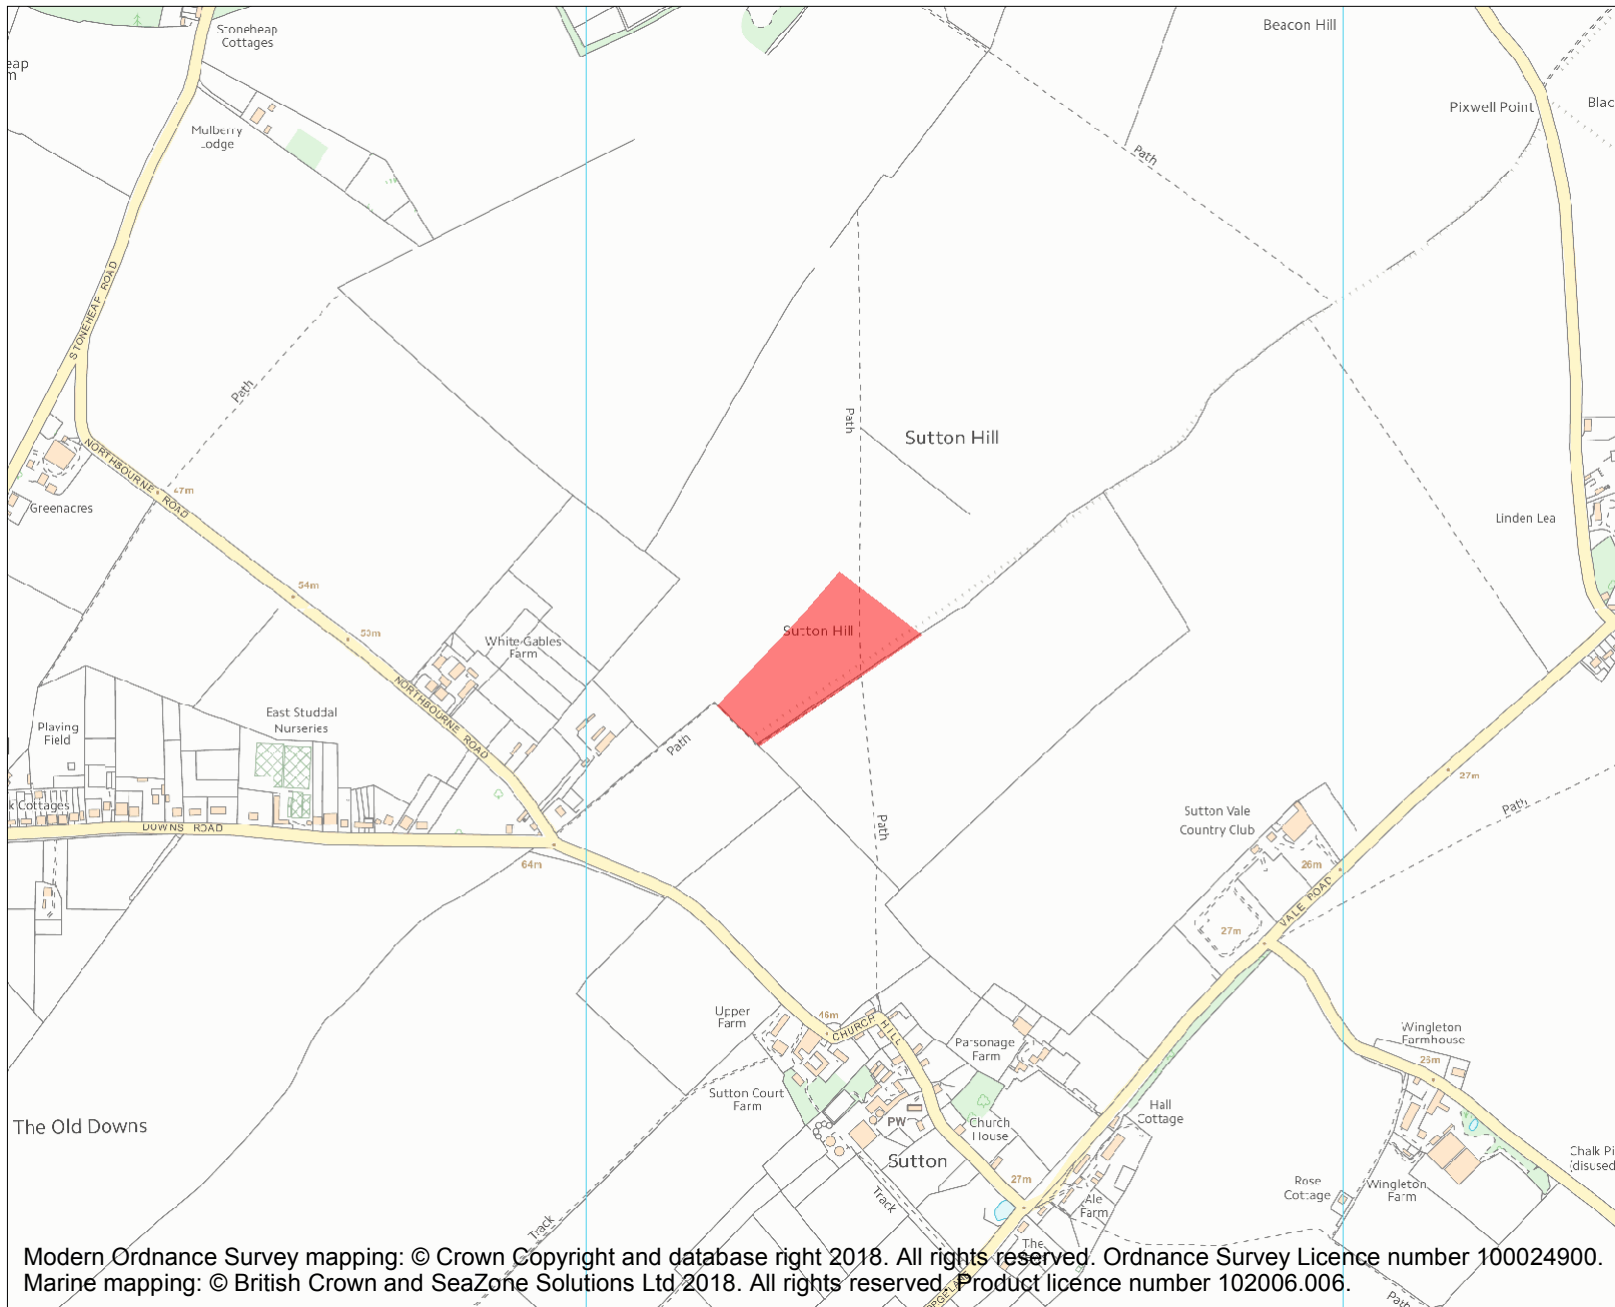 Stoneheap
Cottages
Beacon Hill
Pixwell Point
Mulberry
Lodge
Path
STONEHEAP ROAD
Path
Path
Sutton Hill
NORTHBOURNE ROAD
47m
Greenacres
Linden Lea
54m
53m
Sutton Hill
White Gables
Farm
NORTHBOURNE ROAD
East Studdal
Nurseries
Playing
Field
Path
27m
Cottages
DOWNS ROAD
64m
Path
Sutton Vale
Country Club
Path
26m
VALE ROAD
27m
Upper
Farm
46m
CHURCH HILL
Parsonage
Farm
Wingleton
Farmhouse
Sutton Court
Farm
Hall
Cottage
PW
Church
House
The Old Downs
Sutton
27m
Chalk
Rose
Cottage
Wingleton
Farm
Track
Farm
Track
The
Path
Modern Ordnance Survey mapping: © Crown Copyright and database right 2018. All rights reserved. Ordnance Survey Licence number 100024900.
Marine mapping: © British Crown and SeaZone Solutions Ltd 2018. All rights reserved. Product licence number 102006.006.